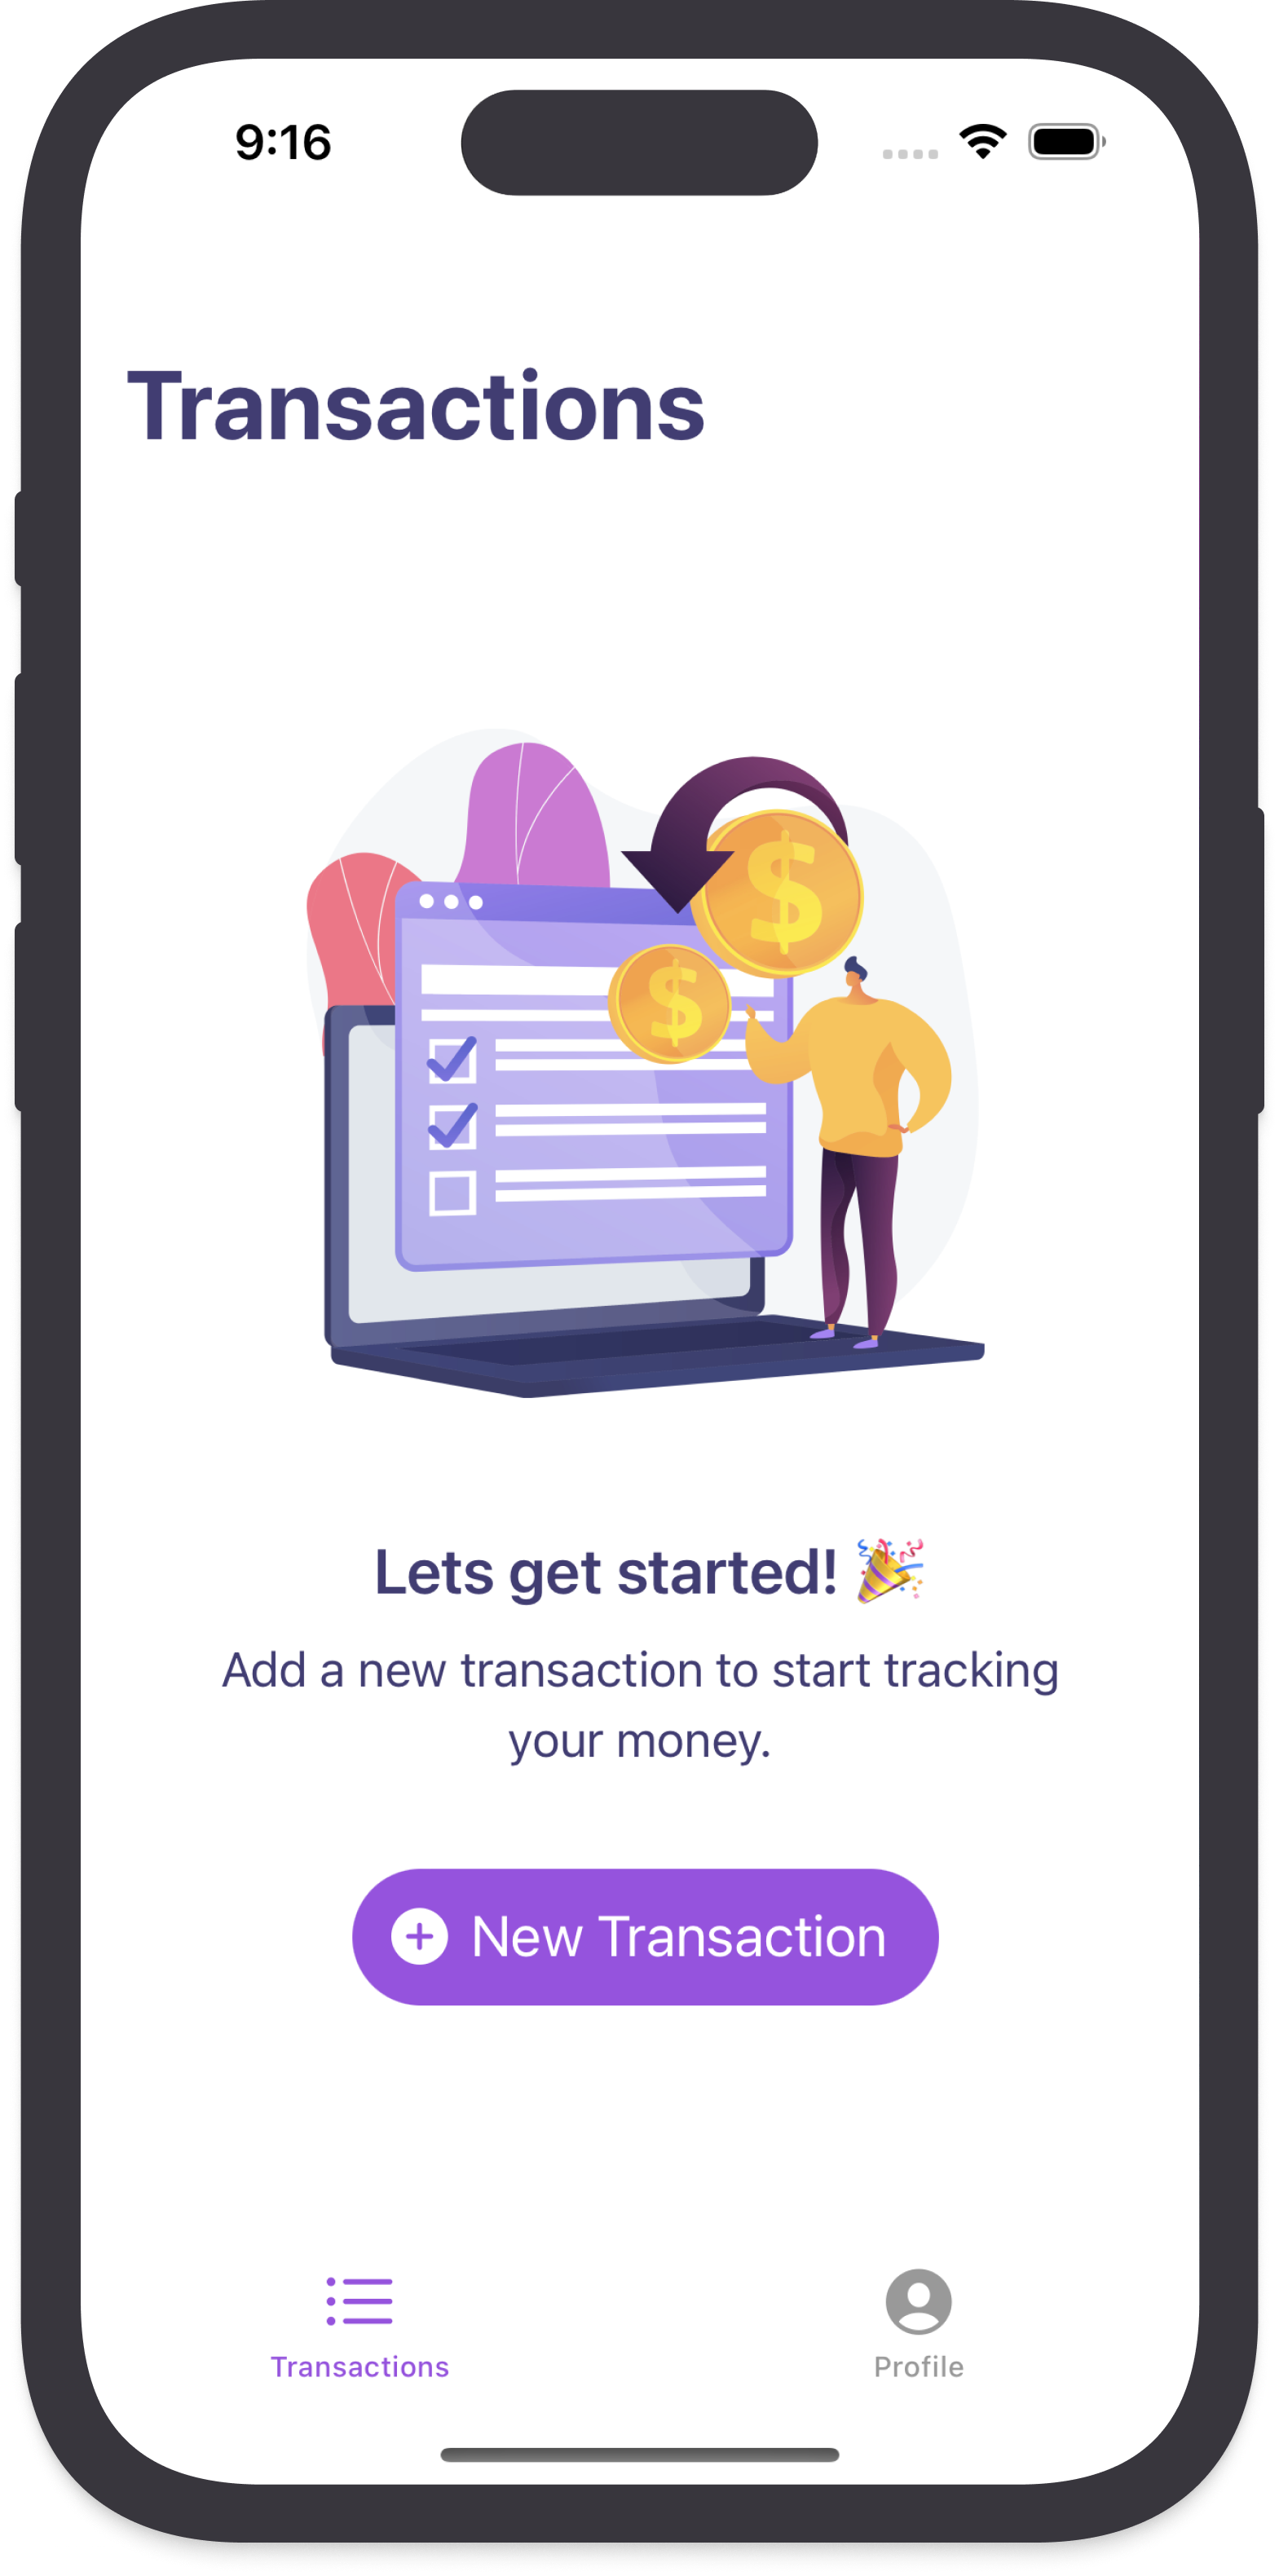 9:16
Transactions
$
$
Lets get started! 🎉
Add a new transaction to start tracking
your money.
New Transaction
Transactions
Profile